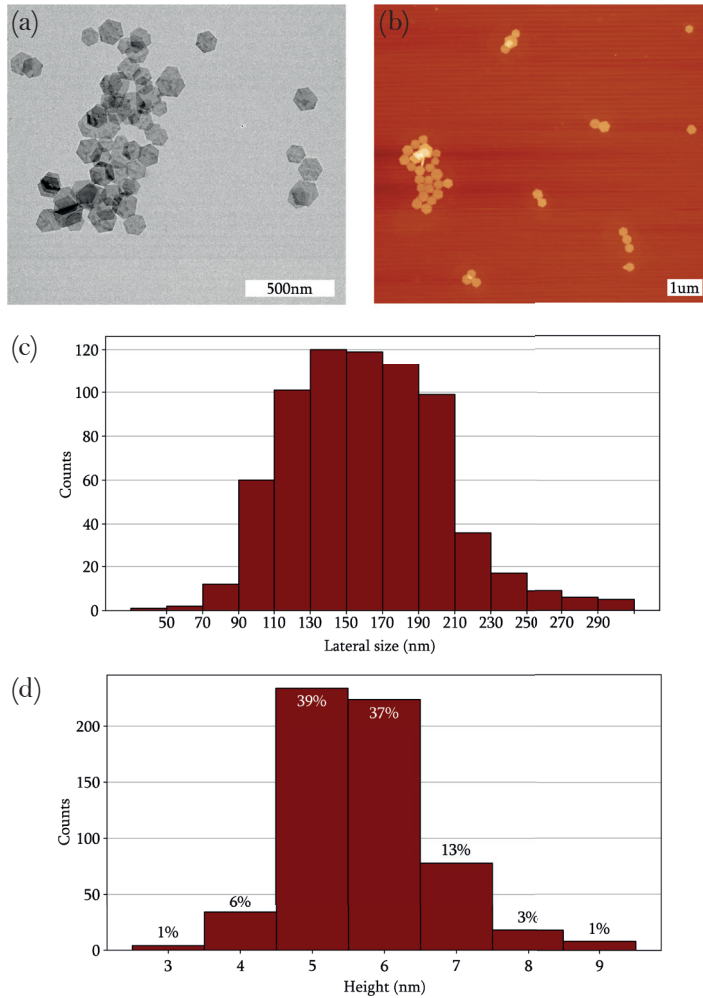 (a)
(b)
500nm
1um
(c)
120
100
80
60
40
20
0
Counts
50 70 90 110 130 150 170 190 210 230 250 270 290
Lateral size (nm)
(d)
200
150
100
50
0
Counts
1% 6% 39% 37% 13% 3% 1%
3 4 5 6 7 8 9
Height (nm)